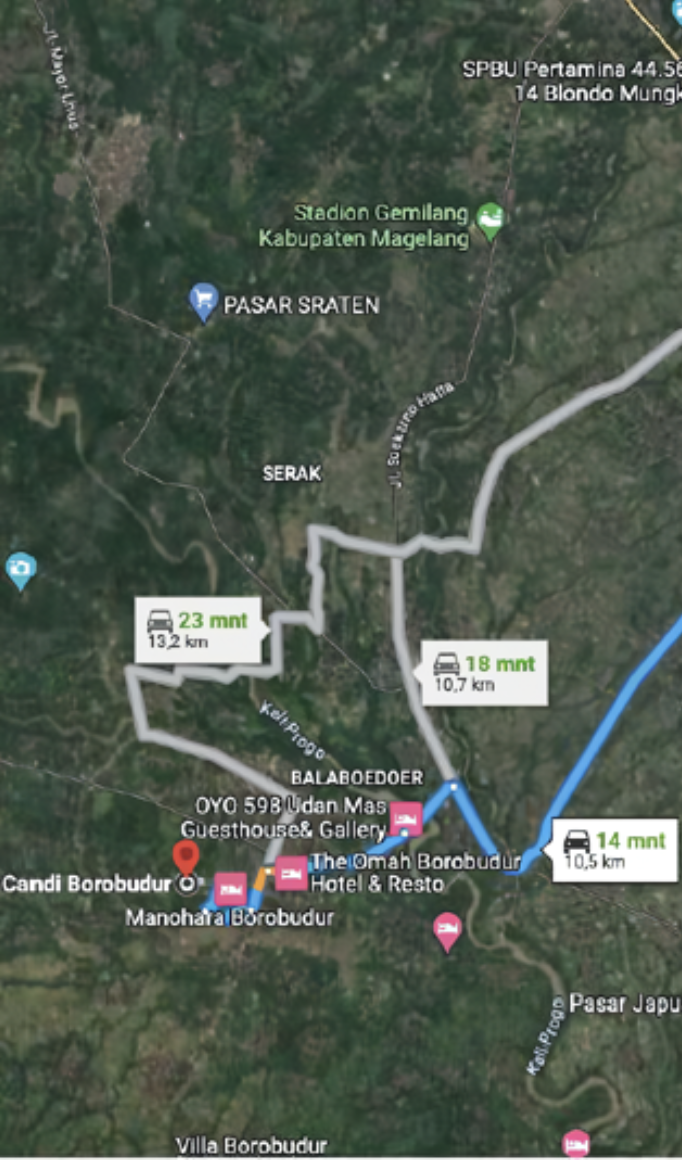 Jl. Mayor Unus
SPBU Pertamina 44.56
14 Blondo Mungk
Stadion Gemilang
Kabupaten Magelang
PASAR SRATEN
Jl. Soekarno Hatta
SERAK
23 mnt
13,2 km
18 mnt
10,7 km
Kali Progo
BALABOEDOER
OYO 598 Udan Mas
Guesthouse& Gallery
14 mnt
10,5 km
The Omah Borobudur
Hotel & Resto
Candi Borobudur
Manohara Borobudur
Pasar Japu
Kali Progo
Villa Borobudur